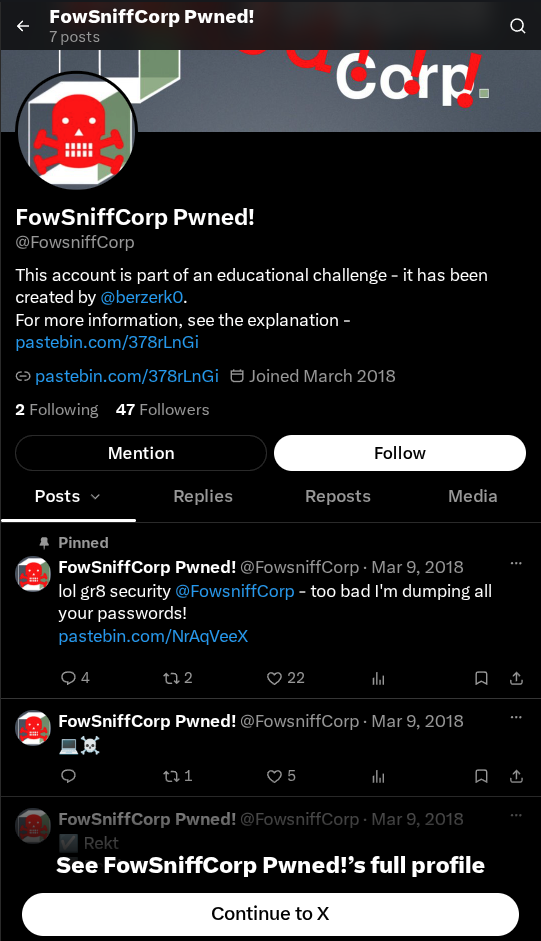 FowSniffCorp Pwned!
7 posts
Corp.
FowSniffCorp Pwned!
@FowsniffCorp
This account is part of an educational challenge - it has been
created by @berzerk0.
For more information, see the explanation -
pastebin.com/378rLnGi
pastebin.com/378rLnGi Joined March 2018
2 Following 47 Followers
Mention Follow
Posts Replies Reposts Media
Pinned
FowSniffCorp Pwned! @FowsniffCorp · Mar 9, 2018 ···
lol gr8 security @FowsniffCorp - too bad I'm dumping all
your passwords!
pastebin.com/NrAqVeeX
4 2 22
FowSniffCorp Pwned! @FowsniffCorp · Mar 9, 2018 ···
💻☠️
1 5
FowSniffCorp Pwned! @FowsniffCorp · Mar 9, 2018 ···
☑️ Rekt
See FowSniffCorp Pwned!’s full profile
Continue to X